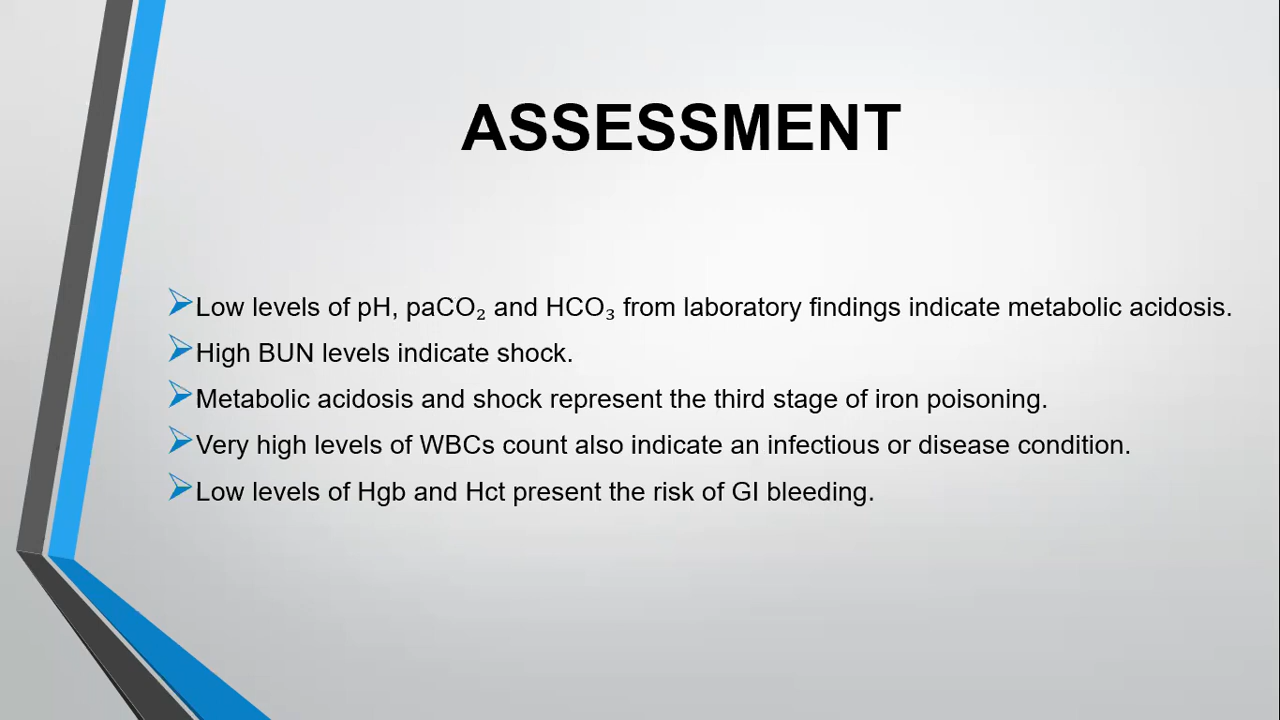 ASSESSMENT
Low levels of pH, paCO₂ and HCO₃ from laboratory findings indicate metabolic acidosis.
High BUN levels indicate shock.
Metabolic acidosis and shock represent the third stage of iron poisoning.
Very high levels of WBCs count also indicate an infectious or disease condition.
Low levels of Hgb and Hct present the risk of GI bleeding.